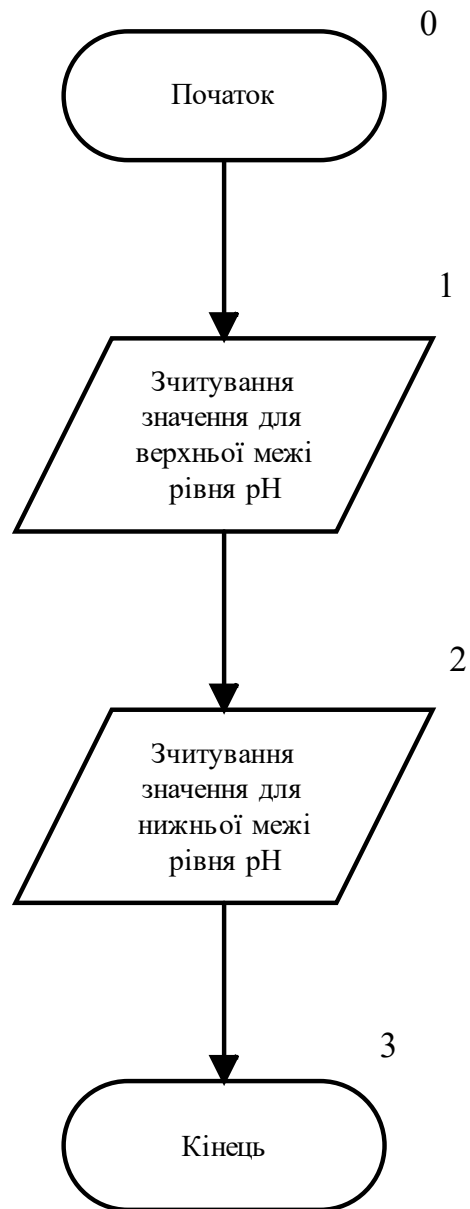 0
Початок
1
Зчитування
значення для
верхньої межі
рівня pH
2
Зчитування
значення для
нижньої межі
рівня pH
3
Кінець